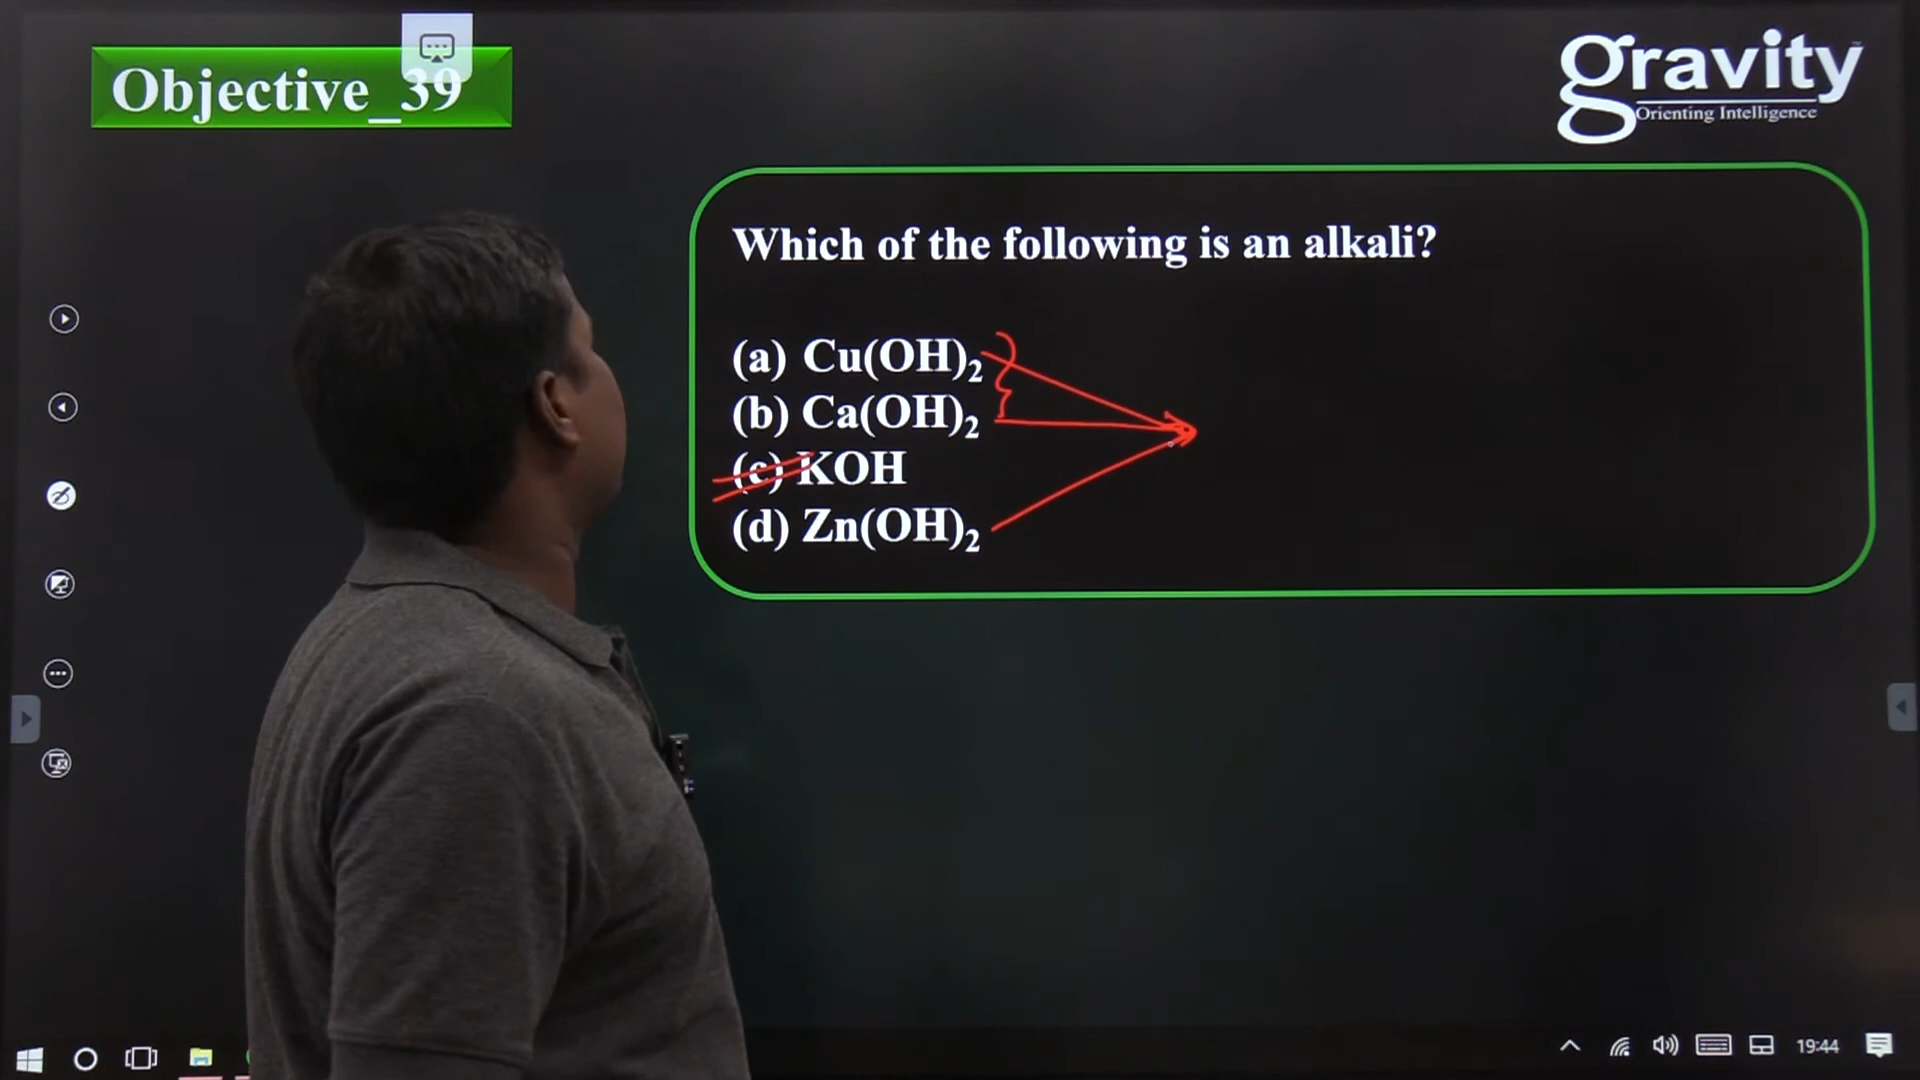 Objective_39
gravity
Orienting Intelligence
Which of the following is an alkali?
(a) Cu(OH)₂
(b) Ca(OH)₂
(c) KOH
(d) Zn(OH)₂
19:44